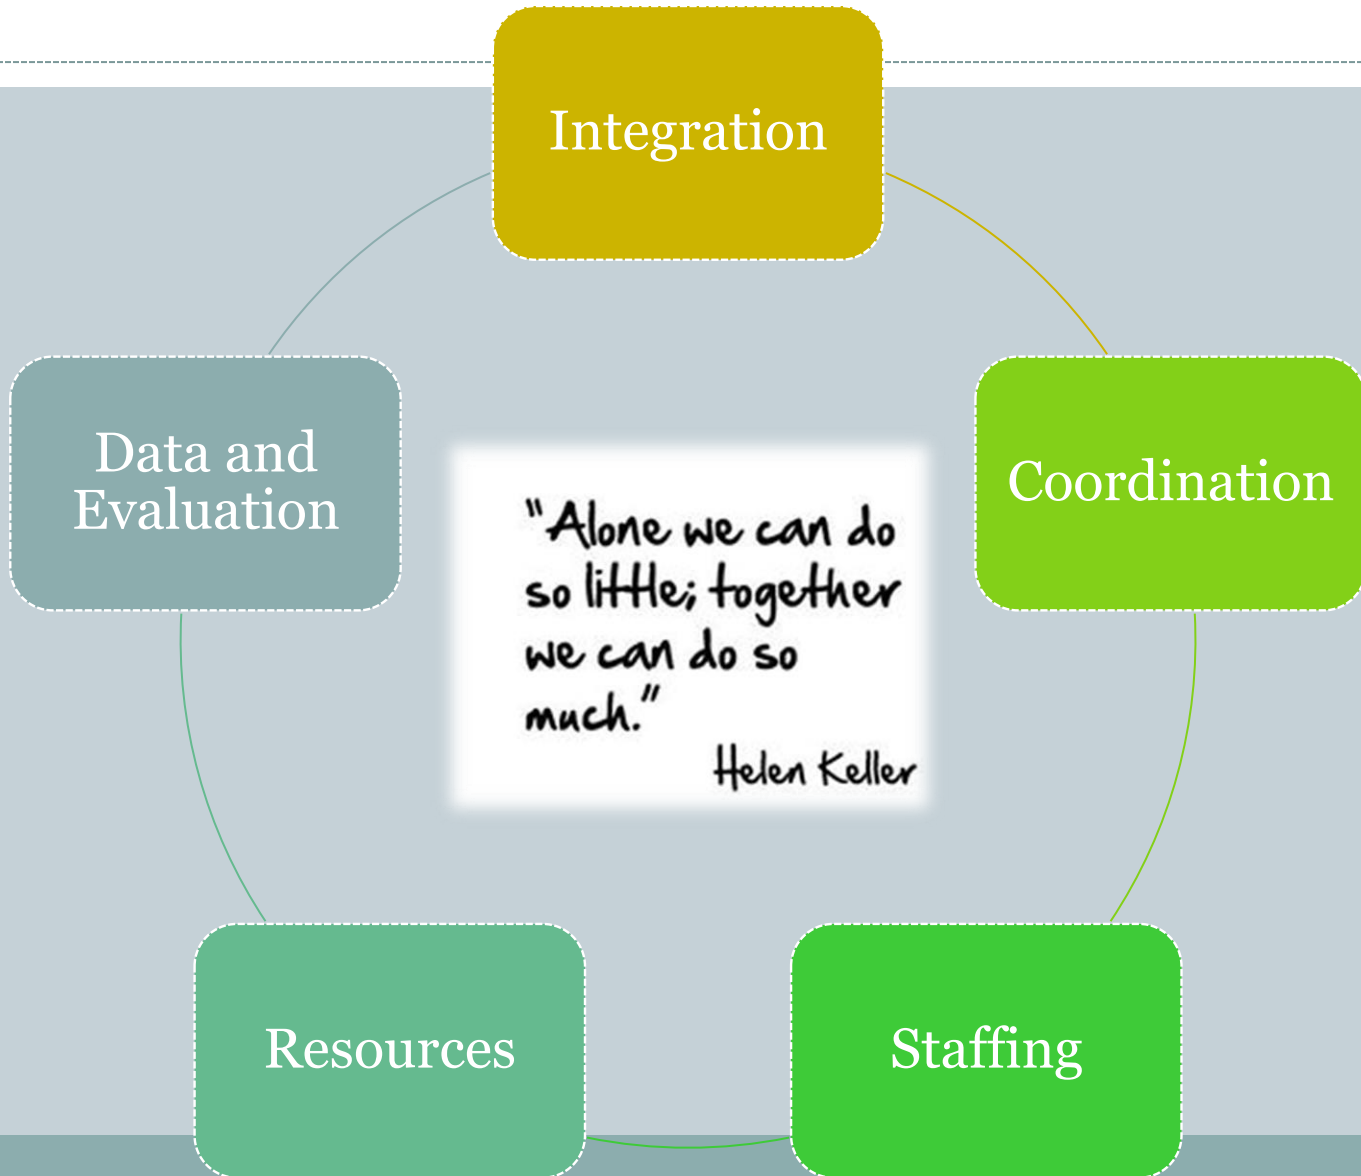 Integration
Data and
Evaluation
Coordination
"Alone we can do
so little; together
we can do so
much."
Helen Keller
Resources
Staffing